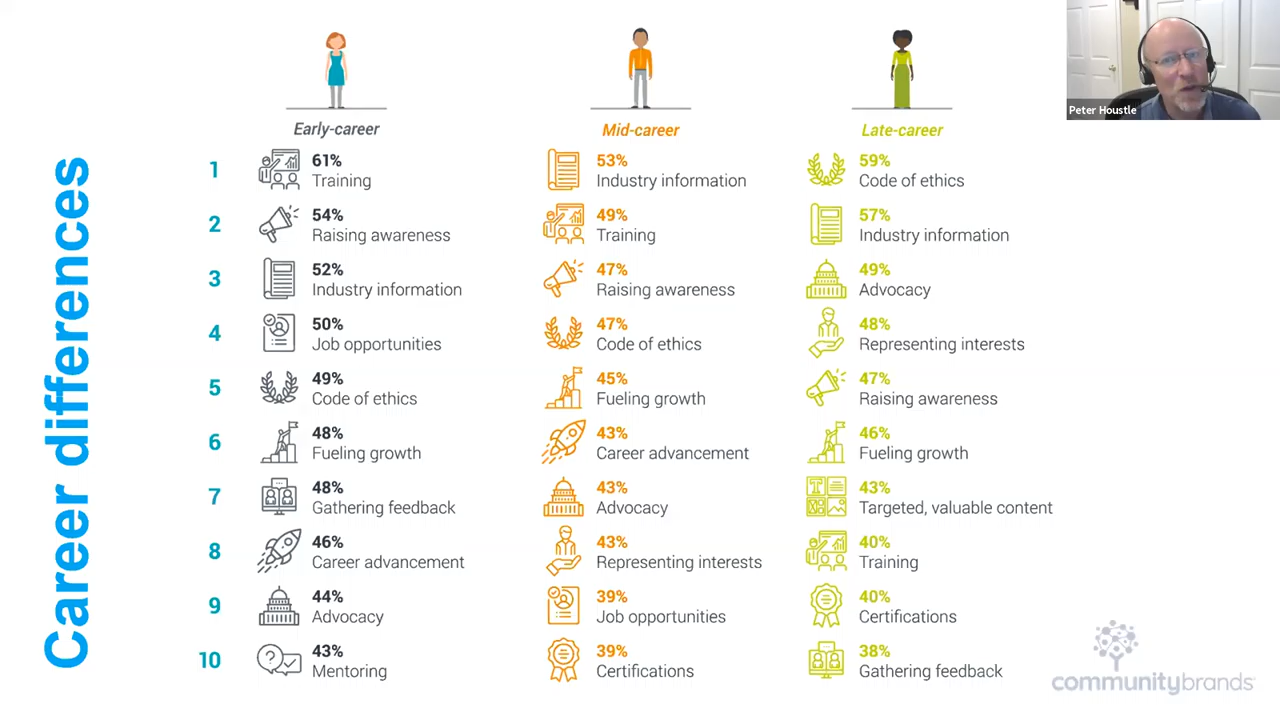 Peter Houstle
Career differences
Early-career
Mid-career
Late-career
1
61%
Training
53%
Industry information
59%
Code of ethics
2
54%
Raising awareness
49%
Training
57%
Industry information
3
52%
Industry information
47%
Raising awareness
49%
Advocacy
4
50%
Job opportunities
47%
Code of ethics
48%
Representing interests
5
49%
Code of ethics
45%
Fueling growth
47%
Raising awareness
6
48%
Fueling growth
43%
Career advancement
46%
Fueling growth
7
48%
Gathering feedback
43%
Advocacy
43%
Targeted, valuable content
8
46%
Career advancement
43%
Representing interests
40%
Training
9
44%
Advocacy
39%
Job opportunities
40%
Certifications
10
43%
Mentoring
39%
Certifications
38%
Gathering feedback
communitybrands